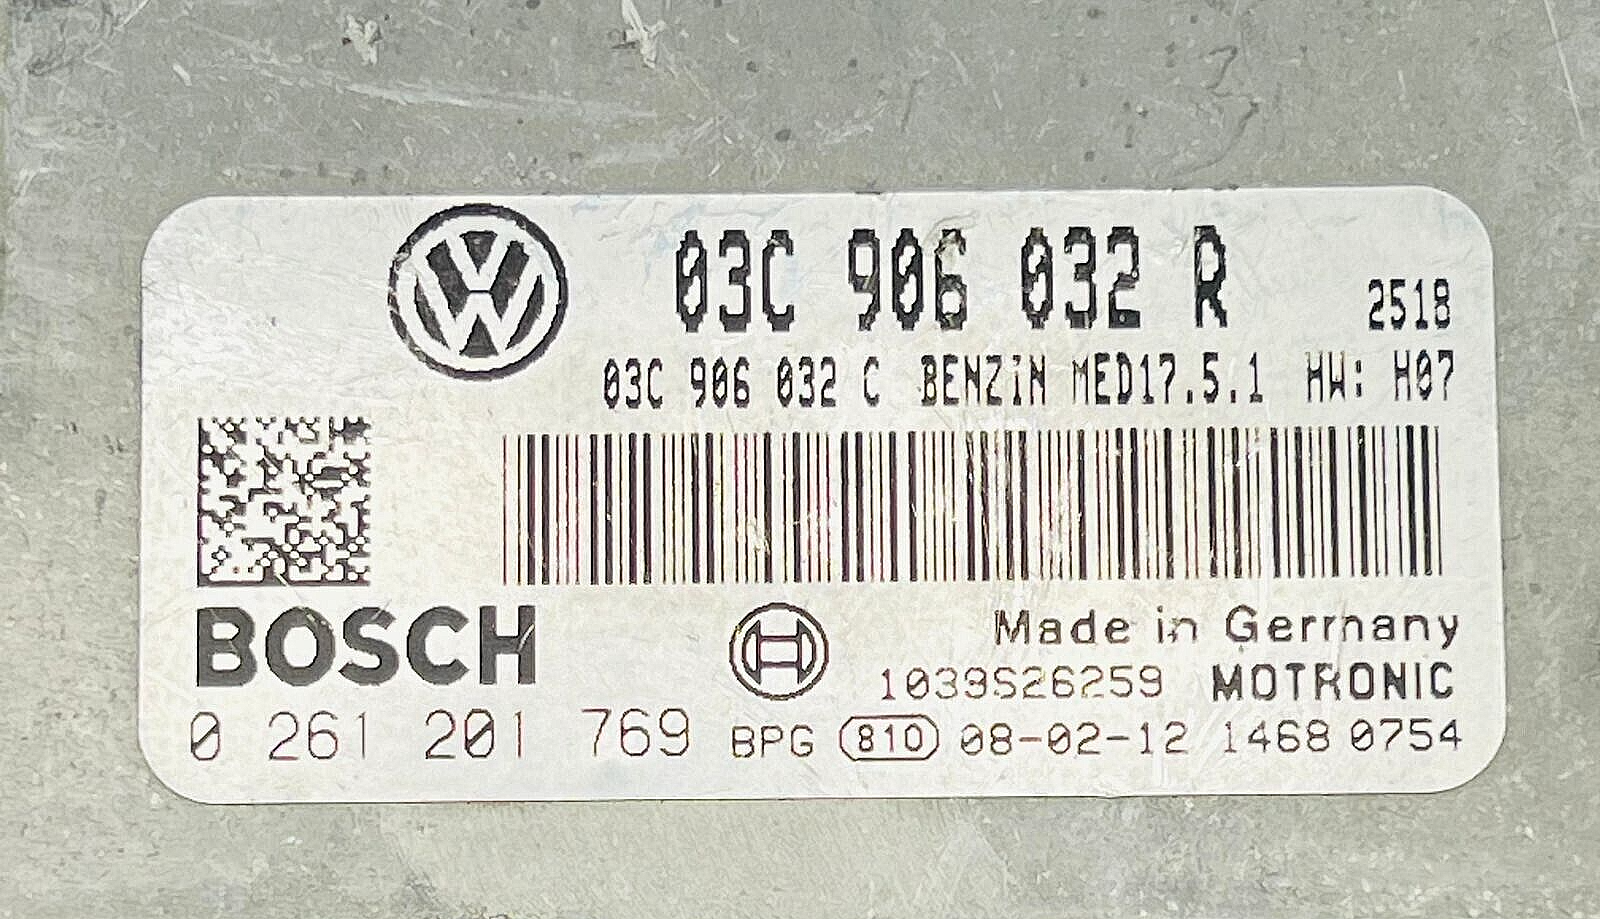 03C 906 032 R 2518
03C 906 032 C BENZIN MED17.5.1 HW: H07
BOSCH
Made in Germany
1039S26259 MOTRONIC
0 261 201 769 BPG 810 08-02-12 1468 0754